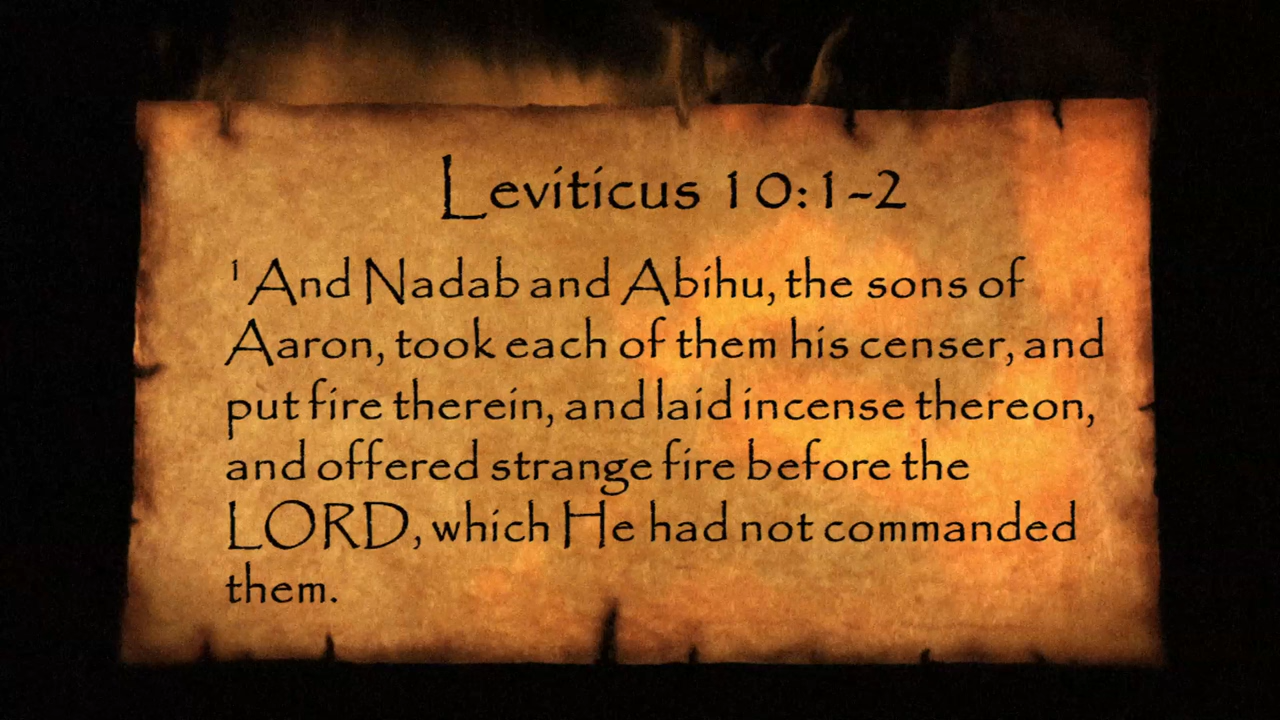 Leviticus 10:1-2
¹ And Nadab and Abihu, the sons of
Aaron, took each of them his censer, and
put fire therein, and laid incense thereon,
and offered strange fire before the
LORD, which He had not commanded
them.